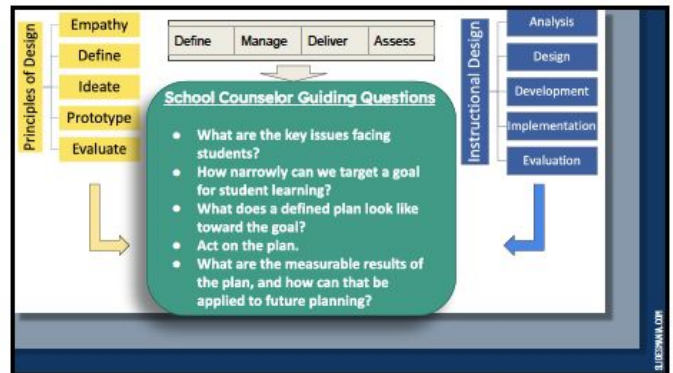 Principles of Design
Empathy
Define
Ideate
Prototype
Evaluate
Define Manage Deliver Assess
School Counselor Guiding Questions
● What are the key issues facing
students?
● How narrowly can we target a goal
for student learning?
● What does a defined plan look like
toward the goal?
● Act on the plan.
● What are the measurable results of
the plan, and how can that be
applied to future planning?
Instructional Design
Analysis
Design
Development
Implementation
Evaluation
SLIDESMANIA.COM